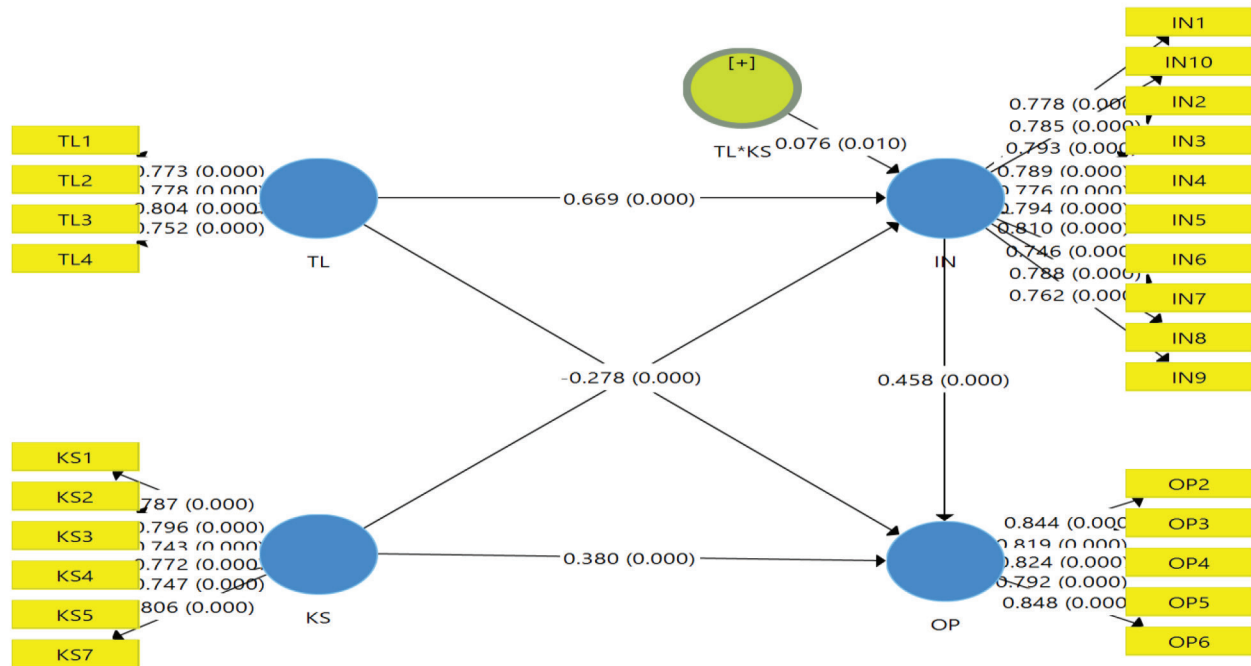 TL1
TL2
TL3
TL4
0.773 (0.000)
0.778 (0.000)
0.804 (0.000)
0.752 (0.000)
TL
[+]
TL*KS
0.076 (0.010)
0.669 (0.000)
-0.278 (0.000)
0.458 (0.000)
0.380 (0.000)
IN
0.778 (0.000)
0.785 (0.000)
0.793 (0.000)
0.789 (0.000)
0.776 (0.000)
0.794 (0.000)
0.810 (0.000)
0.746 (0.000)
0.788 (0.000)
0.762 (0.000)
IN1
IN10
IN2
IN3
IN4
IN5
IN6
IN7
IN8
IN9
KS1
KS2
KS3
KS4
KS5
KS7
.787 (0.000)
0.796 (0.000)
0.743 (0.000)
0.772 (0.000)
0.747 (0.000)
.806 (0.000)
KS
OP
0.844 (0.000
0.819 (0.000)
0.824 (0.000)
0.792 (0.000)
0.848 (0.000
OP2
OP3
OP4
OP5
OP6